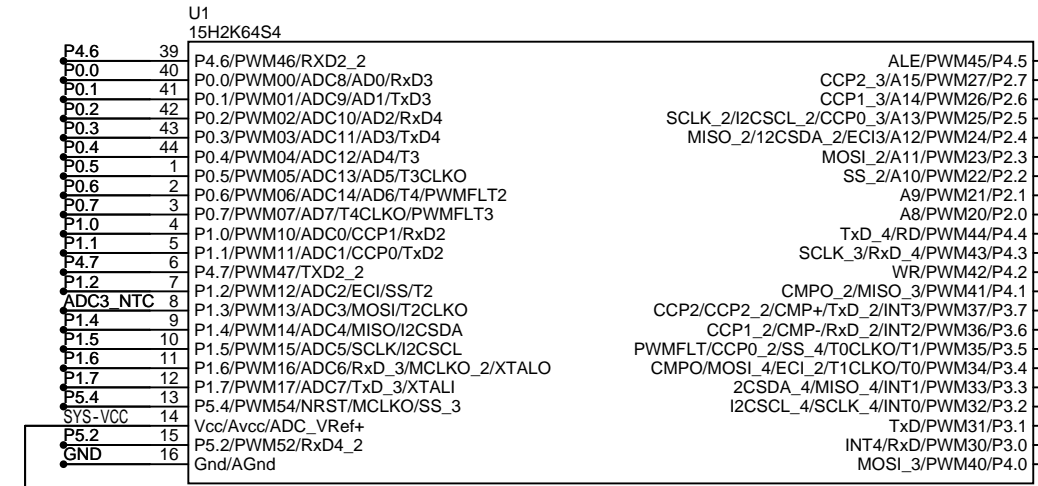 U1
15H2K64S4
P4.6 39 P4.6/PWM46/RXD2_2 ALE/PWM45/P4.5
P0.0 40 P0.0/PWM00/ADC8/AD0/RxD3 CCP2_3/A15/PWM27/P2.7
P0.1 41 P0.1/PWM01/ADC9/AD1/TxD3 CCP1_3/A14/PWM26/P2.6
P0.2 42 P0.2/PWM02/ADC10/AD2/RxD4 SCLK_2/I2CSCL_2/CCP0_3/A13/PWM25/P2.5
P0.3 43 P0.3/PWM03/ADC11/AD3/TxD4 MISO_2/12CSDA_2/ECI3/A12/PWM24/P2.4
P0.4 44 P0.4/PWM04/ADC12/AD4/T3 MOSI_2/A11/PWM23/P2.3
P0.5 1 P0.5/PWM05/ADC13/AD5/T3CLKO SS_2/A10/PWM22/P2.2
P0.6 2 P0.6/PWM06/ADC14/AD6/T4/PWMFLT2 A9/PWM21/P2.1
P0.7 3 P0.7/PWM07/AD7/T4CLKO/PWMFLT3 A8/PWM20/P2.0
P1.0 4 P1.0/PWM10/ADC0/CCP1/RxD2 TxD_4/RD/PWM44/P4.4
P1.1 5 P1.1/PWM11/ADC1/CCP0/TxD2 SCLK_3/RxD_4/PWM43/P4.3
P4.7 6 P4.7/PWM47/TXD2_2 WR/PWM42/P4.2
P1.2 7 P1.2/PWM12/ADC2/ECI/SS/T2 CMPO_2/MISO_3/PWM41/P4.1
ADC3_NTC 8 P1.3/PWM13/ADC3/MOSI/T2CLKO CCP2/CCP2_2/CMP+/TxD_2/INT3/PWM37/P3.7
P1.4 9 P1.4/PWM14/ADC4/MISO/I2CSDA CCP1_2/CMP-/RxD_2/INT2/PWM36/P3.6
P1.5 10 P1.5/PWM15/ADC5/SCLK/I2CSCL PWMFLT/CCP0_2/SS_4/T0CLKO/T1/PWM35/P3.5
P1.6 11 P1.6/PWM16/ADC6/RxD_3/MCLKO_2/XTALO CMPO/MOSI_4/ECI_2/T1CLKO/T0/PWM34/P3.4
P1.7 12 P1.7/PWM17/ADC7/TxD_3/XTALI 2CSDA_4/MISO_4/INT1/PWM33/P3.3
P5.4 13 P5.4/PWM54/NRST/MCLKO/SS_3 I2CSCL_4/SCLK_4/INT0/PWM32/P3.2
SYS-VCC 14 Vcc/Avcc/ADC_VRef+ TxD/PWM31/P3.1
P5.2 15 P5.2/PWM52/RxD4_2 INT4/RxD/PWM30/P3.0
GND 16 Gnd/AGnd MOSI_3/PWM40/P4.0